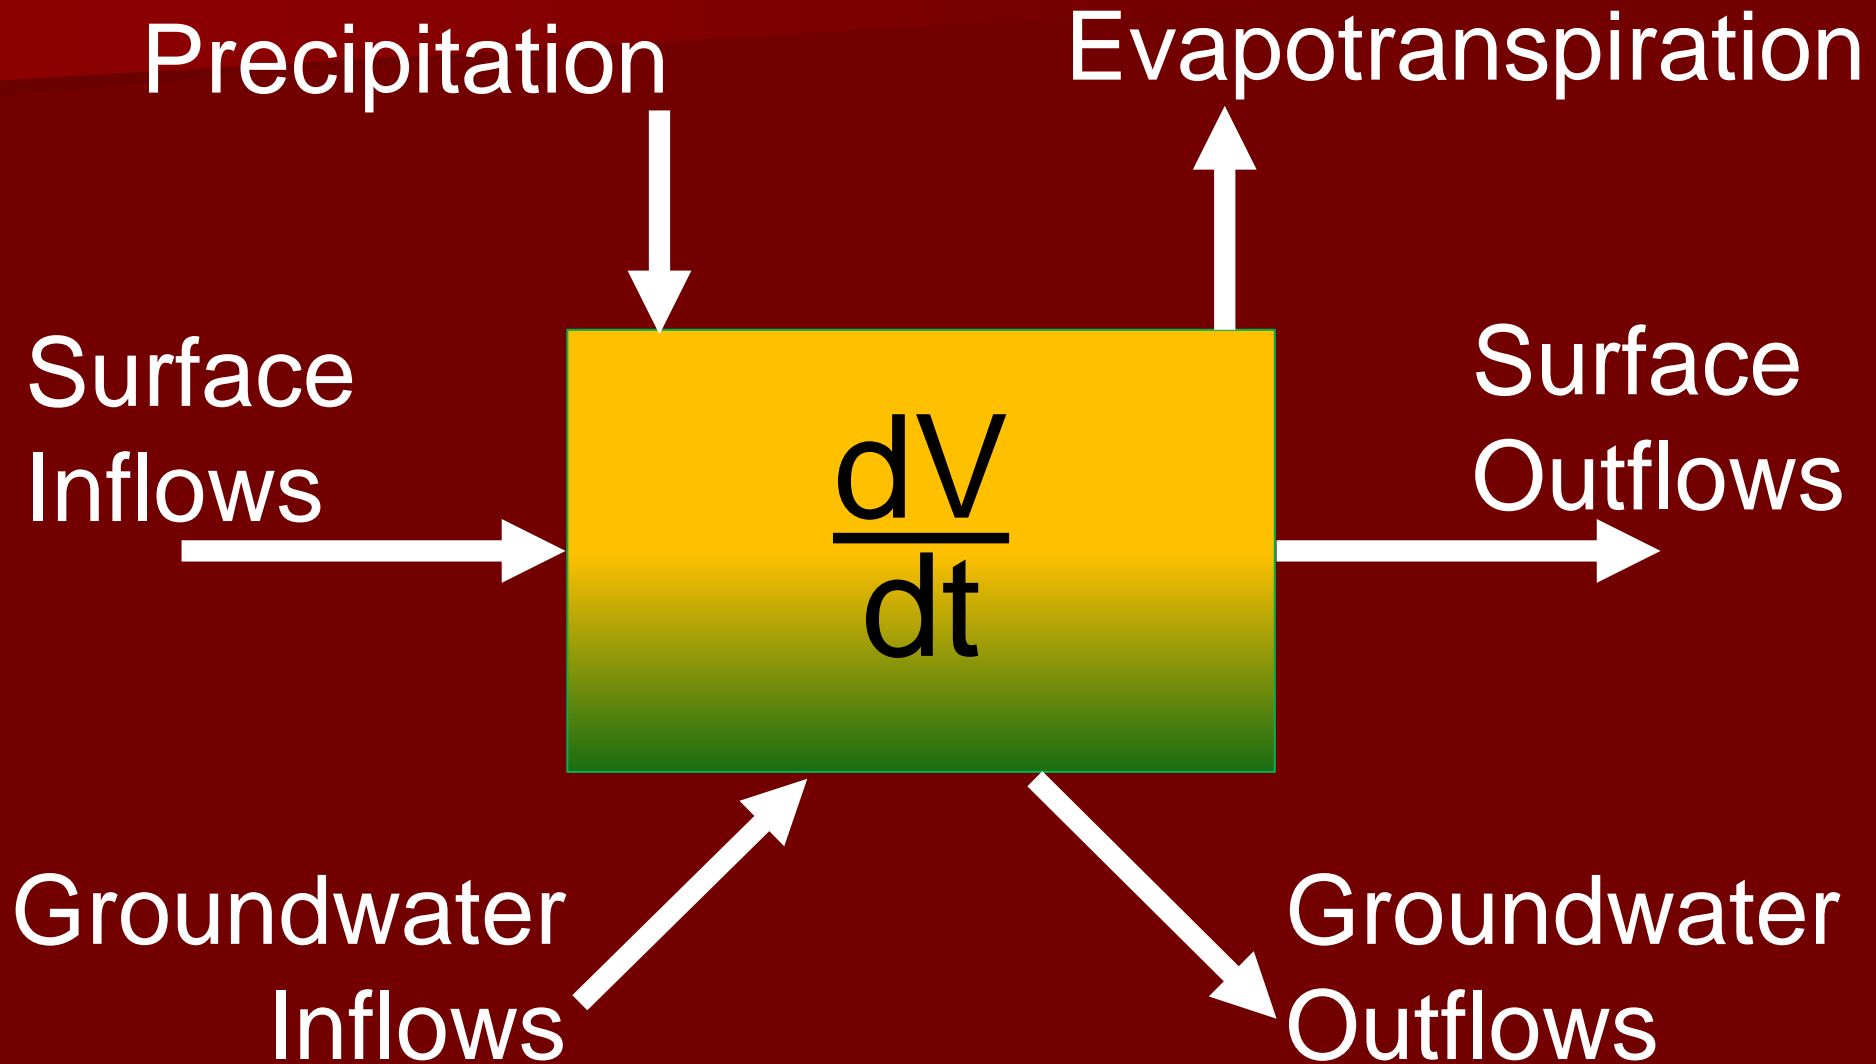 Precipitation
Evapotranspiration
Surface
Inflows
dV
dt
Surface
Outflows
Groundwater
Inflows
Groundwater
Outflows